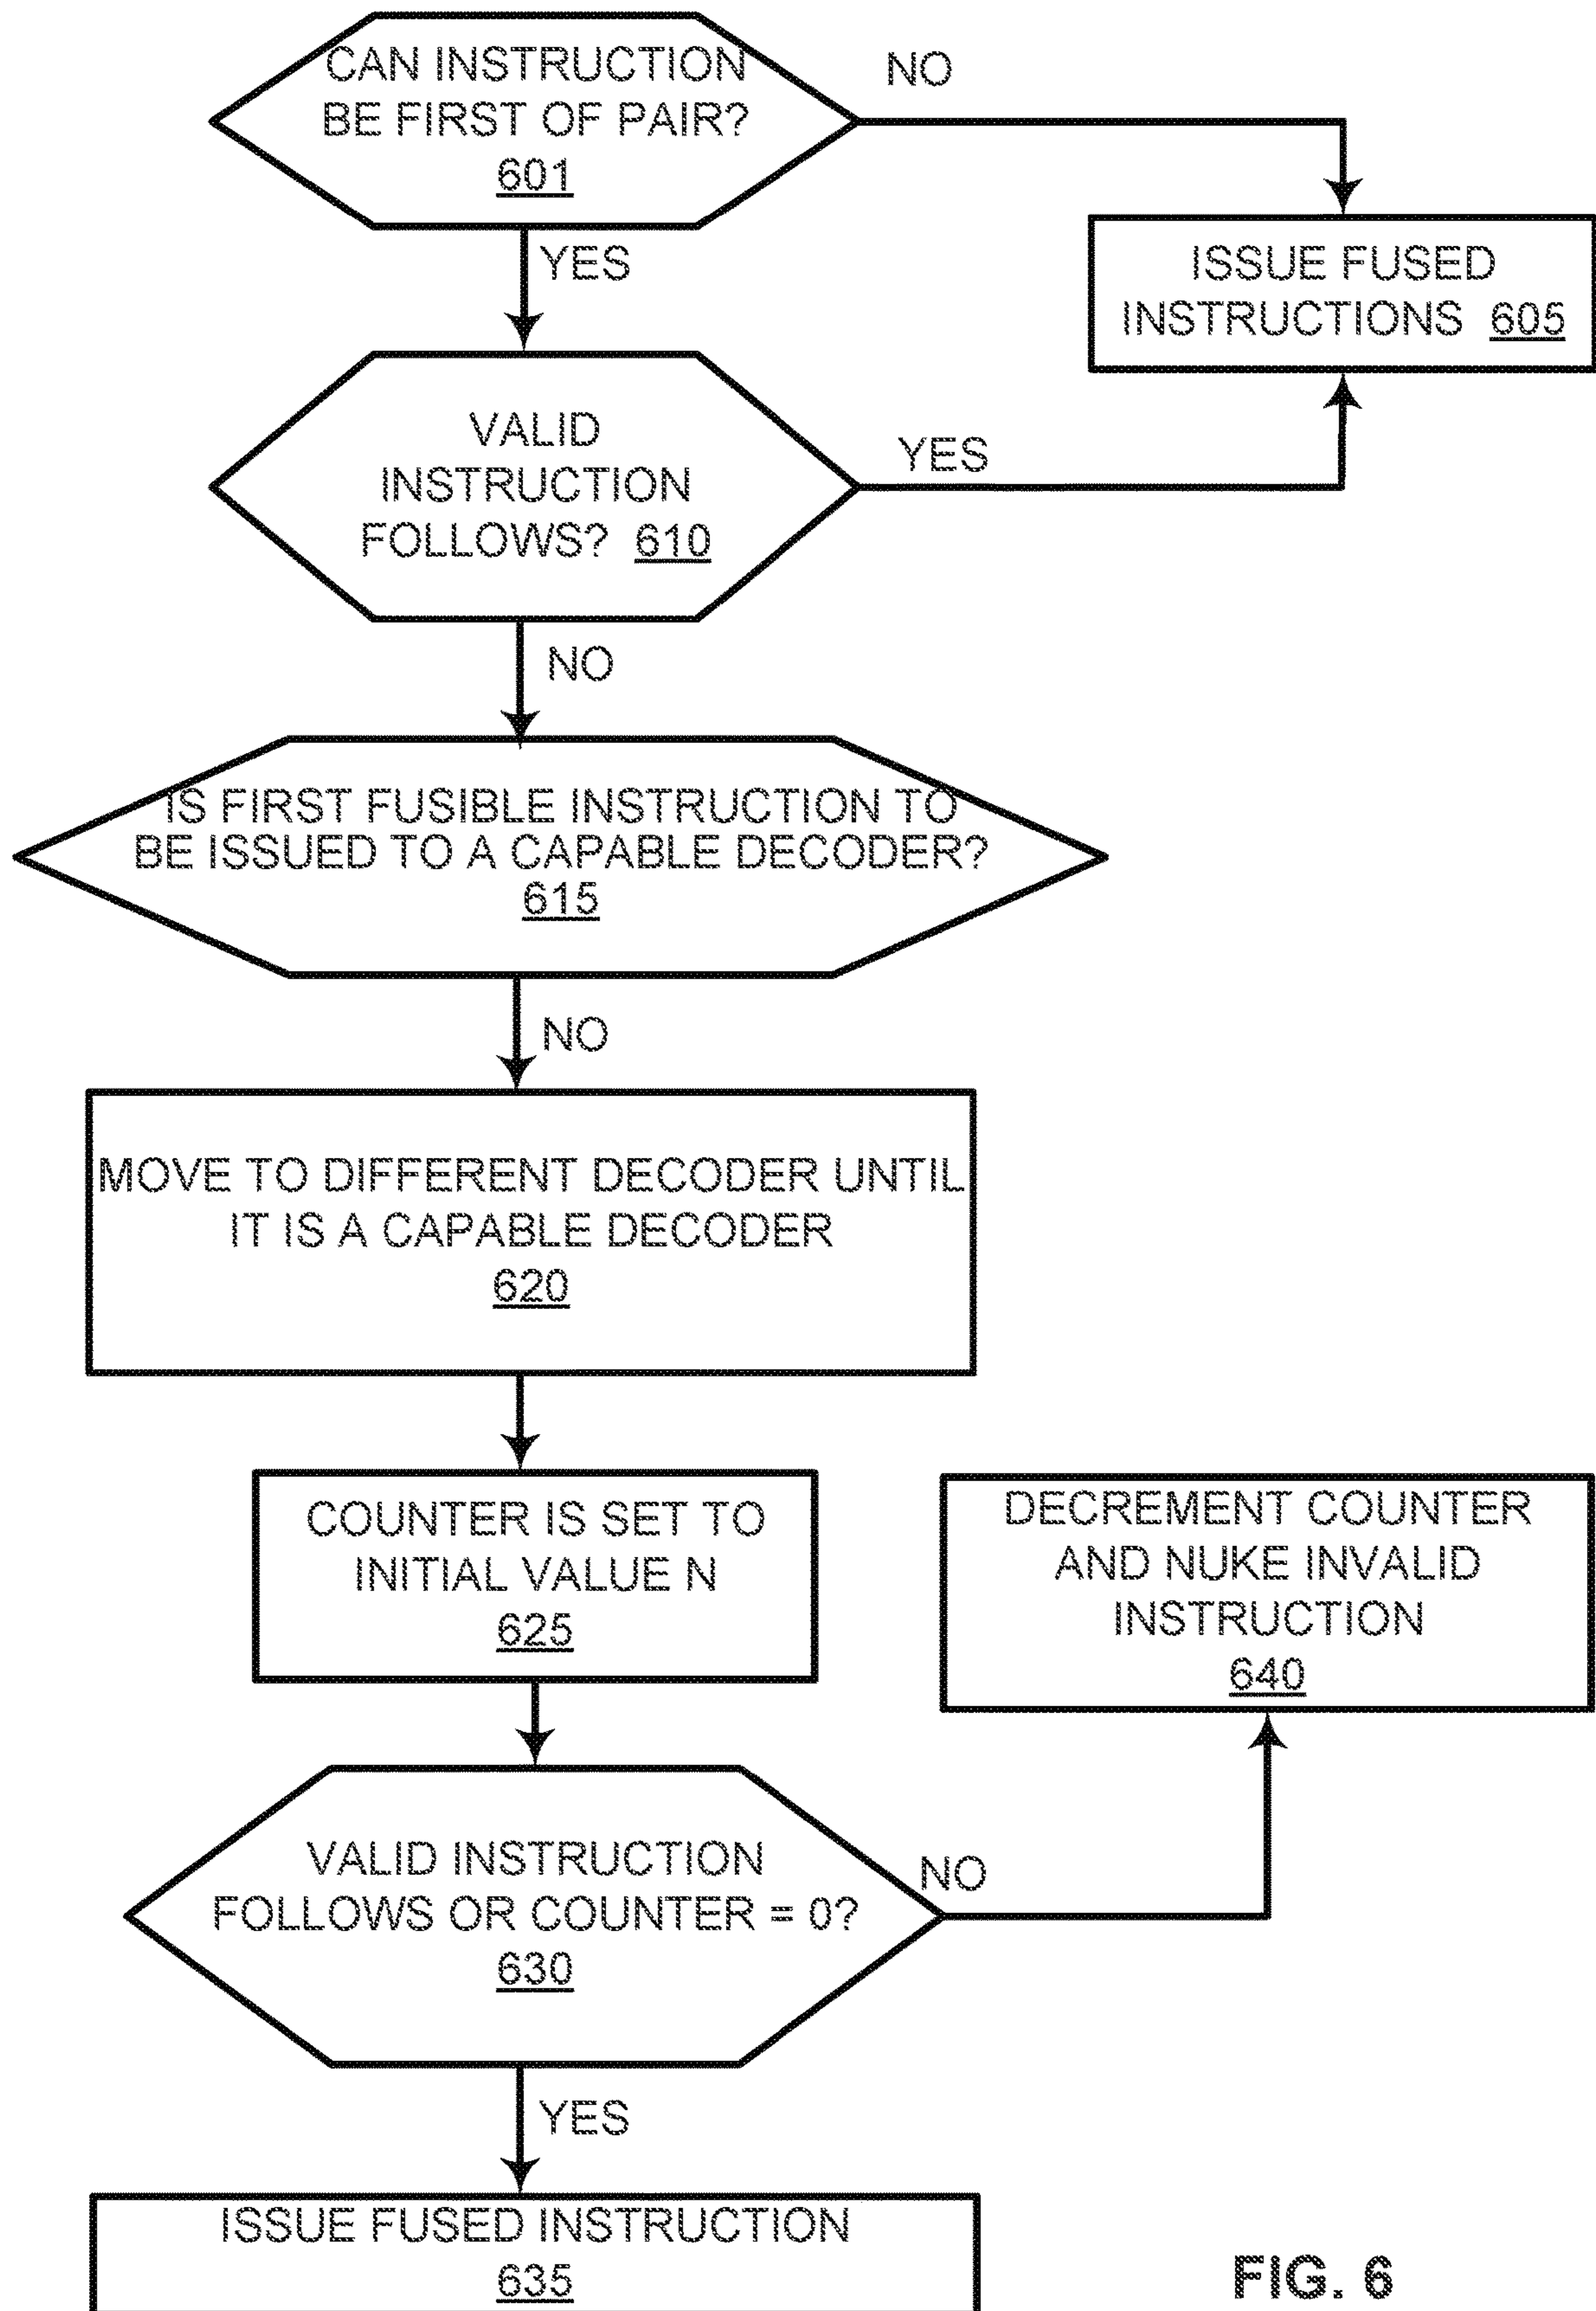 CAN INSTRUCTION
BE FIRST OF PAIR?
601
NO
YES
ISSUE FUSED
INSTRUCTIONS 605
VALID
INSTRUCTION
FOLLOWS? 610
YES
NO
IS FIRST FUSIBLE INSTRUCTION TO
BE ISSUED TO A CAPABLE DECODER?
615
NO
MOVE TO DIFFERENT DECODER UNTIL
IT IS A CAPABLE DECODER
620
COUNTER IS SET TO
INITIAL VALUE N
625
DECREMENT COUNTER
AND NUKE INVALID
INSTRUCTION
640
VALID INSTRUCTION
FOLLOWS OR COUNTER = 0?
630
NO
YES
ISSUE FUSED INSTRUCTION
635
FIG. 6